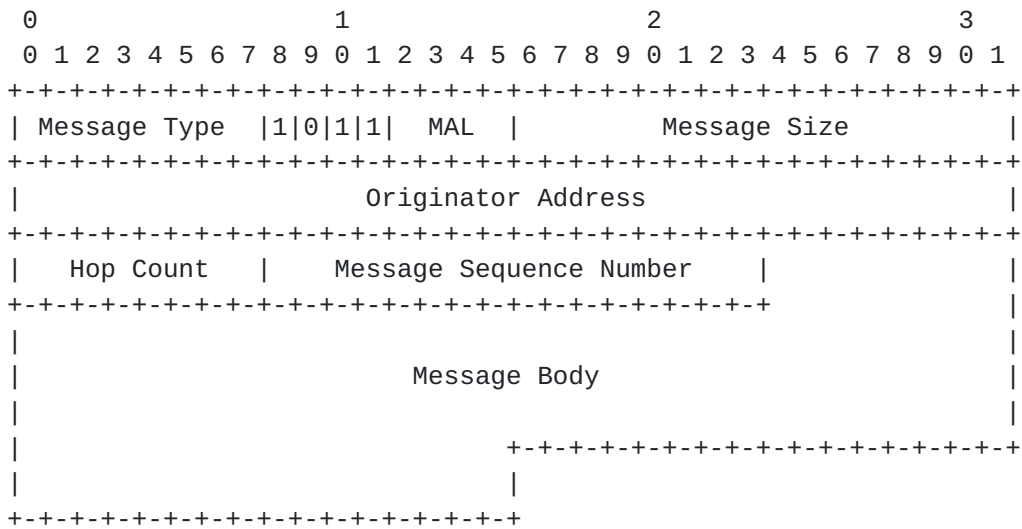 0                   1                   2                   3
 0 1 2 3 4 5 6 7 8 9 0 1 2 3 4 5 6 7 8 9 0 1 2 3 4 5 6 7 8 9 0 1
+-+-+-+-+-+-+-+-+-+-+-+-+-+-+-+-+-+-+-+-+-+-+-+-+-+-+-+-+-+-+-+-+
| Message Type  |1|0|1|1|  MAL  |         Message Size          |
+-+-+-+-+-+-+-+-+-+-+-+-+-+-+-+-+-+-+-+-+-+-+-+-+-+-+-+-+-+-+-+-+
|                      Originator Address                       |
+-+-+-+-+-+-+-+-+-+-+-+-+-+-+-+-+-+-+-+-+-+-+-+-+-+-+-+-+-+-+-+-+
|   Hop Count   |    Message Sequence Number    |               |
+-+-+-+-+-+-+-+-+-+-+-+-+-+-+-+-+-+-+-+-+-+-+-+-+               |
|                                                               |
|                         Message Body                          |
|                                                               |
|                               +-+-+-+-+-+-+-+-+-+-+-+-+-+-+-+-+
|                               |
+-+-+-+-+-+-+-+-+-+-+-+-+-+-+-+-+